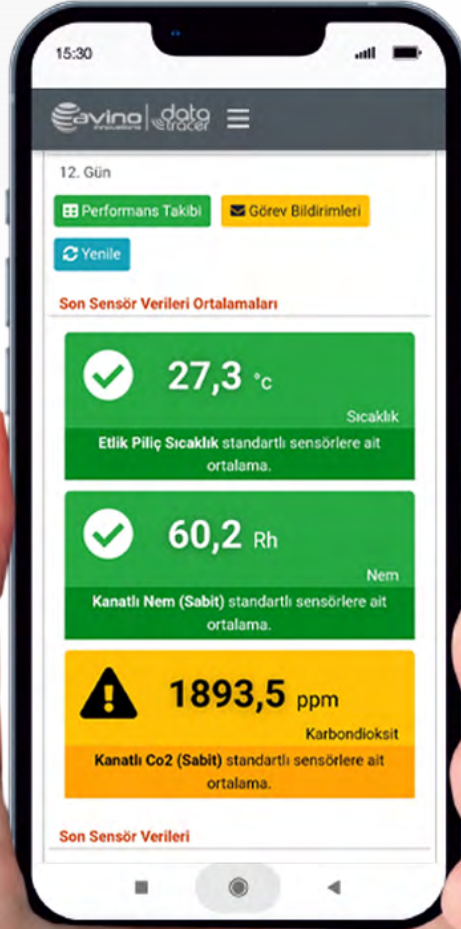 15:30
avino data
innovations tracer
12. Gün
Performans Takibi
Görev Bildirimleri
Yenile
Son Sensör Verileri Ortalamaları
27,3 °c
Sıcaklık
Etlik Piliç Sıcaklık standartlı sensörlere ait
ortalama.
60,2 Rh
Nem
Kanatlı Nem (Sabit) standartlı sensörlere ait
ortalama.
1893,5 ppm
Karbondioksit
Kanatlı Co2 (Sabit) standartlı sensörlere ait
ortalama.
Son Sensör Verileri